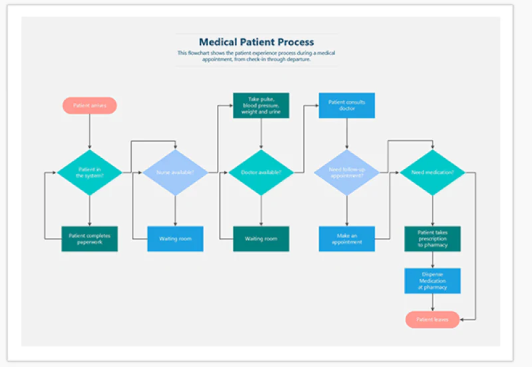 Medical Patient Process
This flowchart shows the patient experience process during a medical
appointment, from check-in through departure.
Patient arrives
Take pulse,
blood pressure,
weight and urine
Patient consults
doctor
Patient in
the system?
Nurse available?
Doctor available?
Need follow-up
appointment?
Need medication?
Patient completes
paperwork
Waiting room
Waiting room
Make an
appointment
Patient takes
prescription
to pharmacy
Dispense
Medication
at pharmacy
Patient leaves